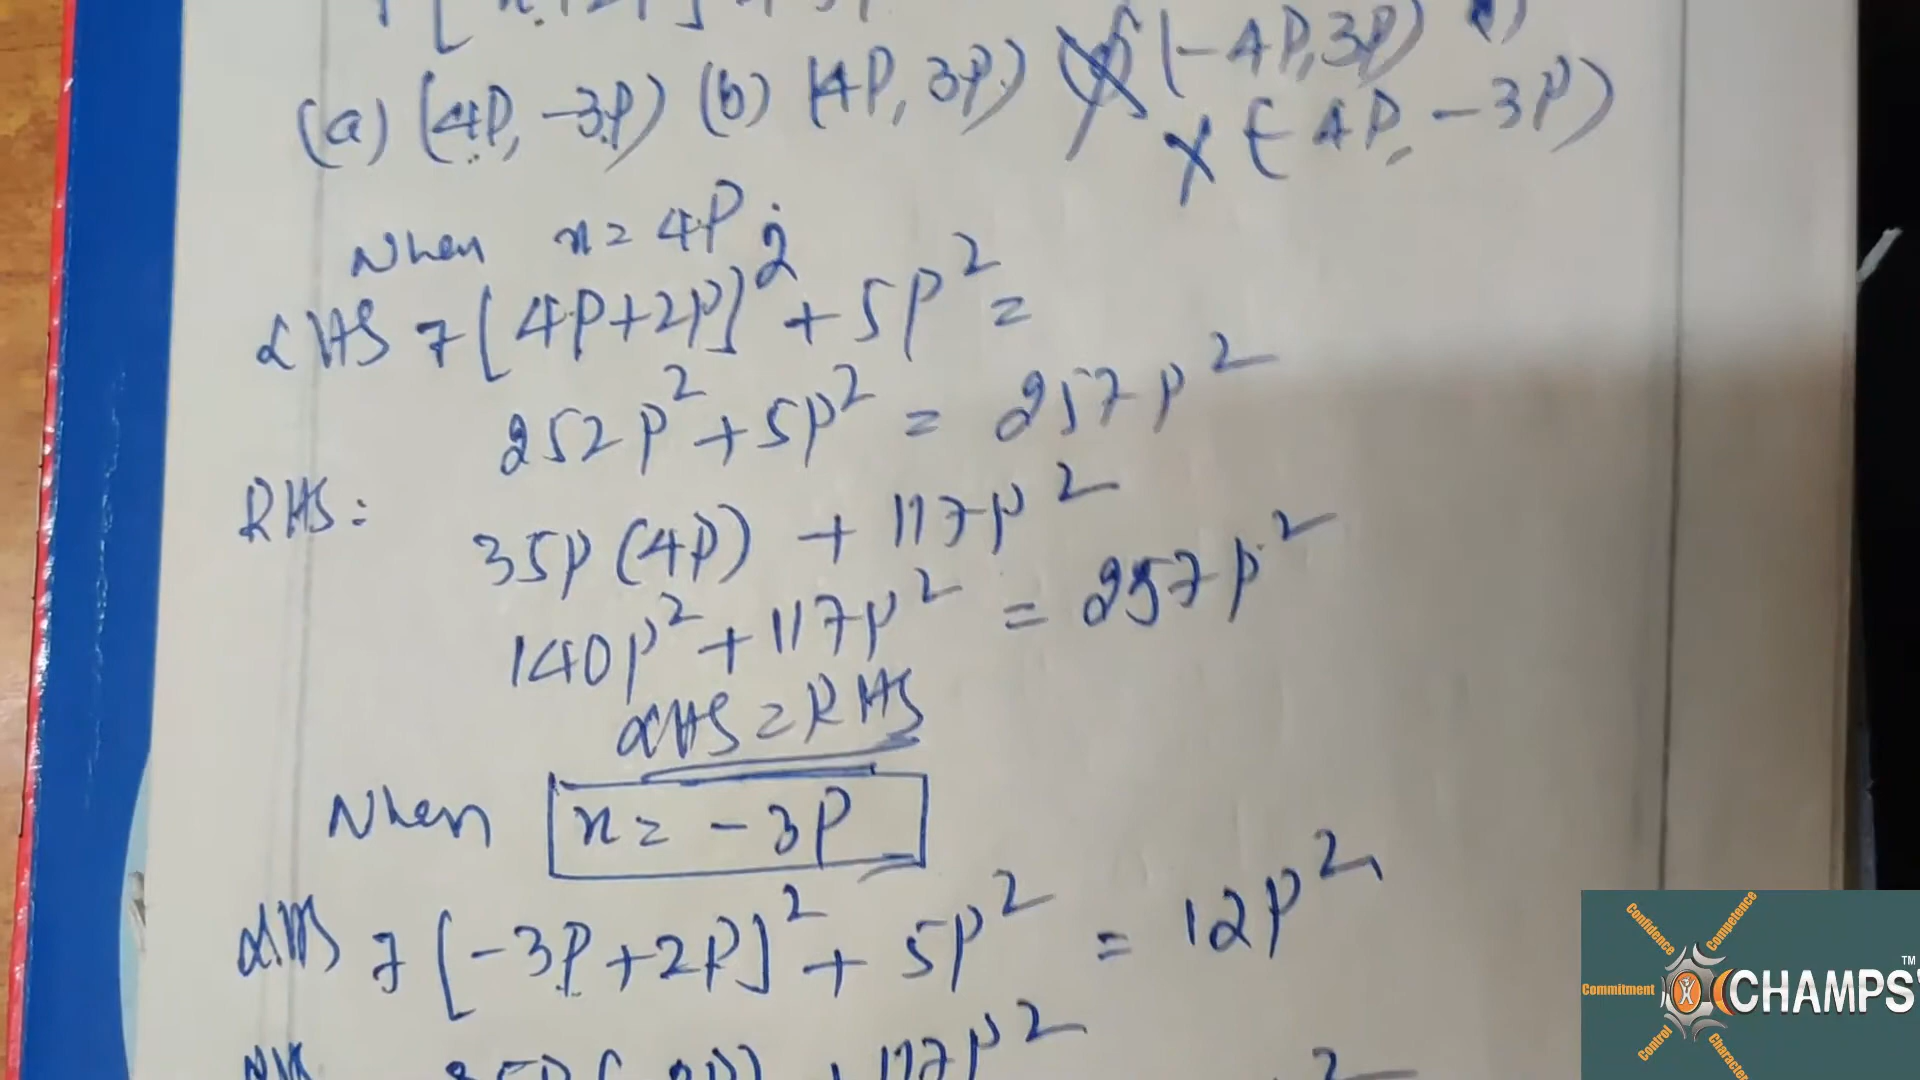 (a) (4P, -3P) (b) (4P, 3P) (-4P, 3P)
(-4P, -3P)
When x = 4P
LHS 7[4P+2P]² + 5P² =
252P² + 5P² = 257P²
RHS:
35P(4P) + 117P²
140P² + 117P² = 257P²
LHS = RHS
When x = -3P
LHS 7[-3P+2P]² + 5P² = 12P²
117P²
Confidence
Competence
Commitment
CHAMPS™
Control
Character